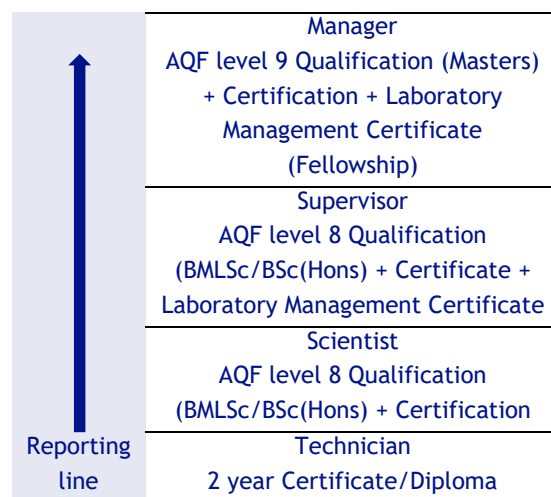 Manager
AQF level 9 Qualification (Masters)
+ Certification + Laboratory
Management Certificate
(Fellowship)
Supervisor
AQF level 8 Qualification
(BMLSc/BSc(Hons) + Certificate +
Laboratory Management Certificate
Scientist
AQF level 8 Qualification
(BMLSc/BSc(Hons) + Certification
Reporting
line
Technician
2 year Certificate/Diploma